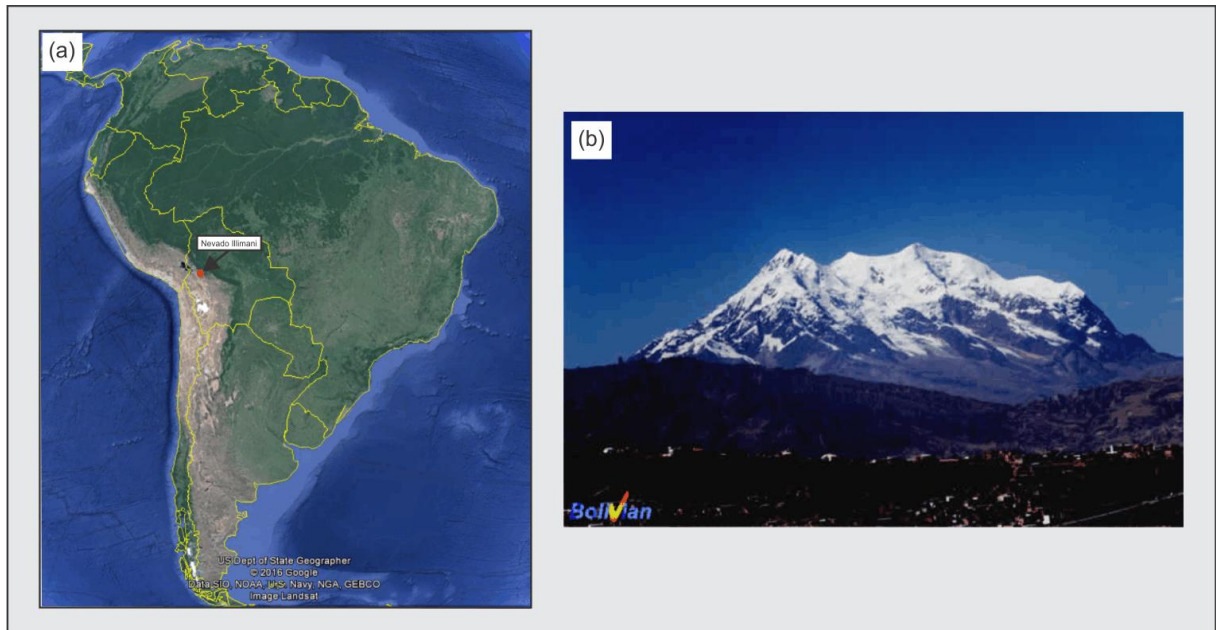 (a)
Nevado Illimani
US Dept of State Geographer
© 2016 Google
Data SIO, NOAA, U.S. Navy, NGA, GEBCO
Image Landsat
(b)
Bolivian